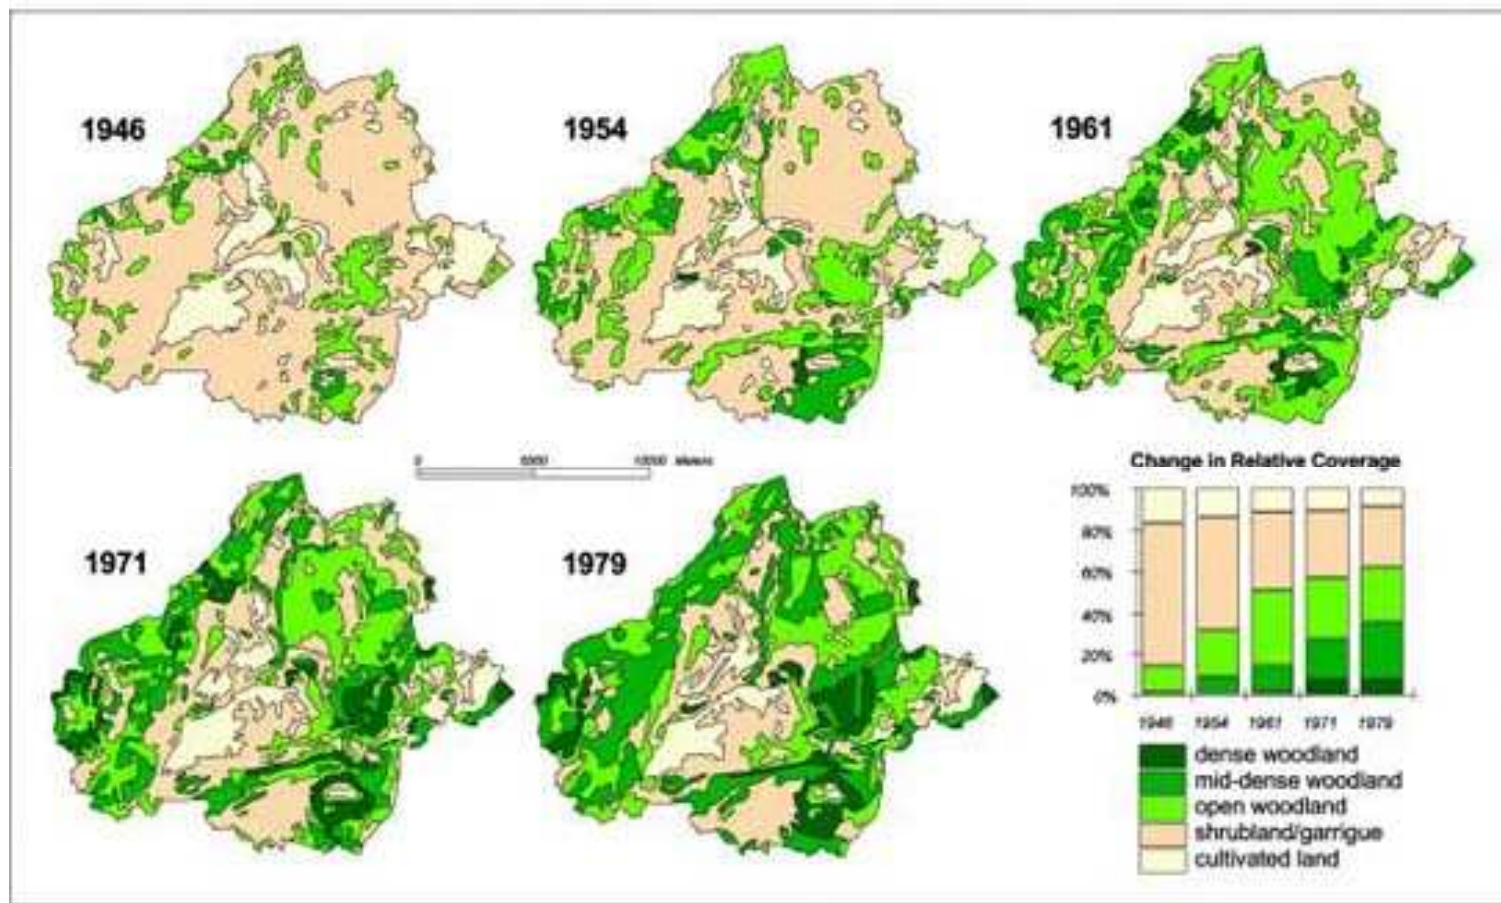 1946
1954
1961
0 5000 10000 Meters
1971
1979
Change in Relative Coverage
100%
80%
60%
40%
20%
0%
1946 1954 1961 1971 1979
dense woodland
mid-dense woodland
open woodland
shrubland/garrigue
cultivated land